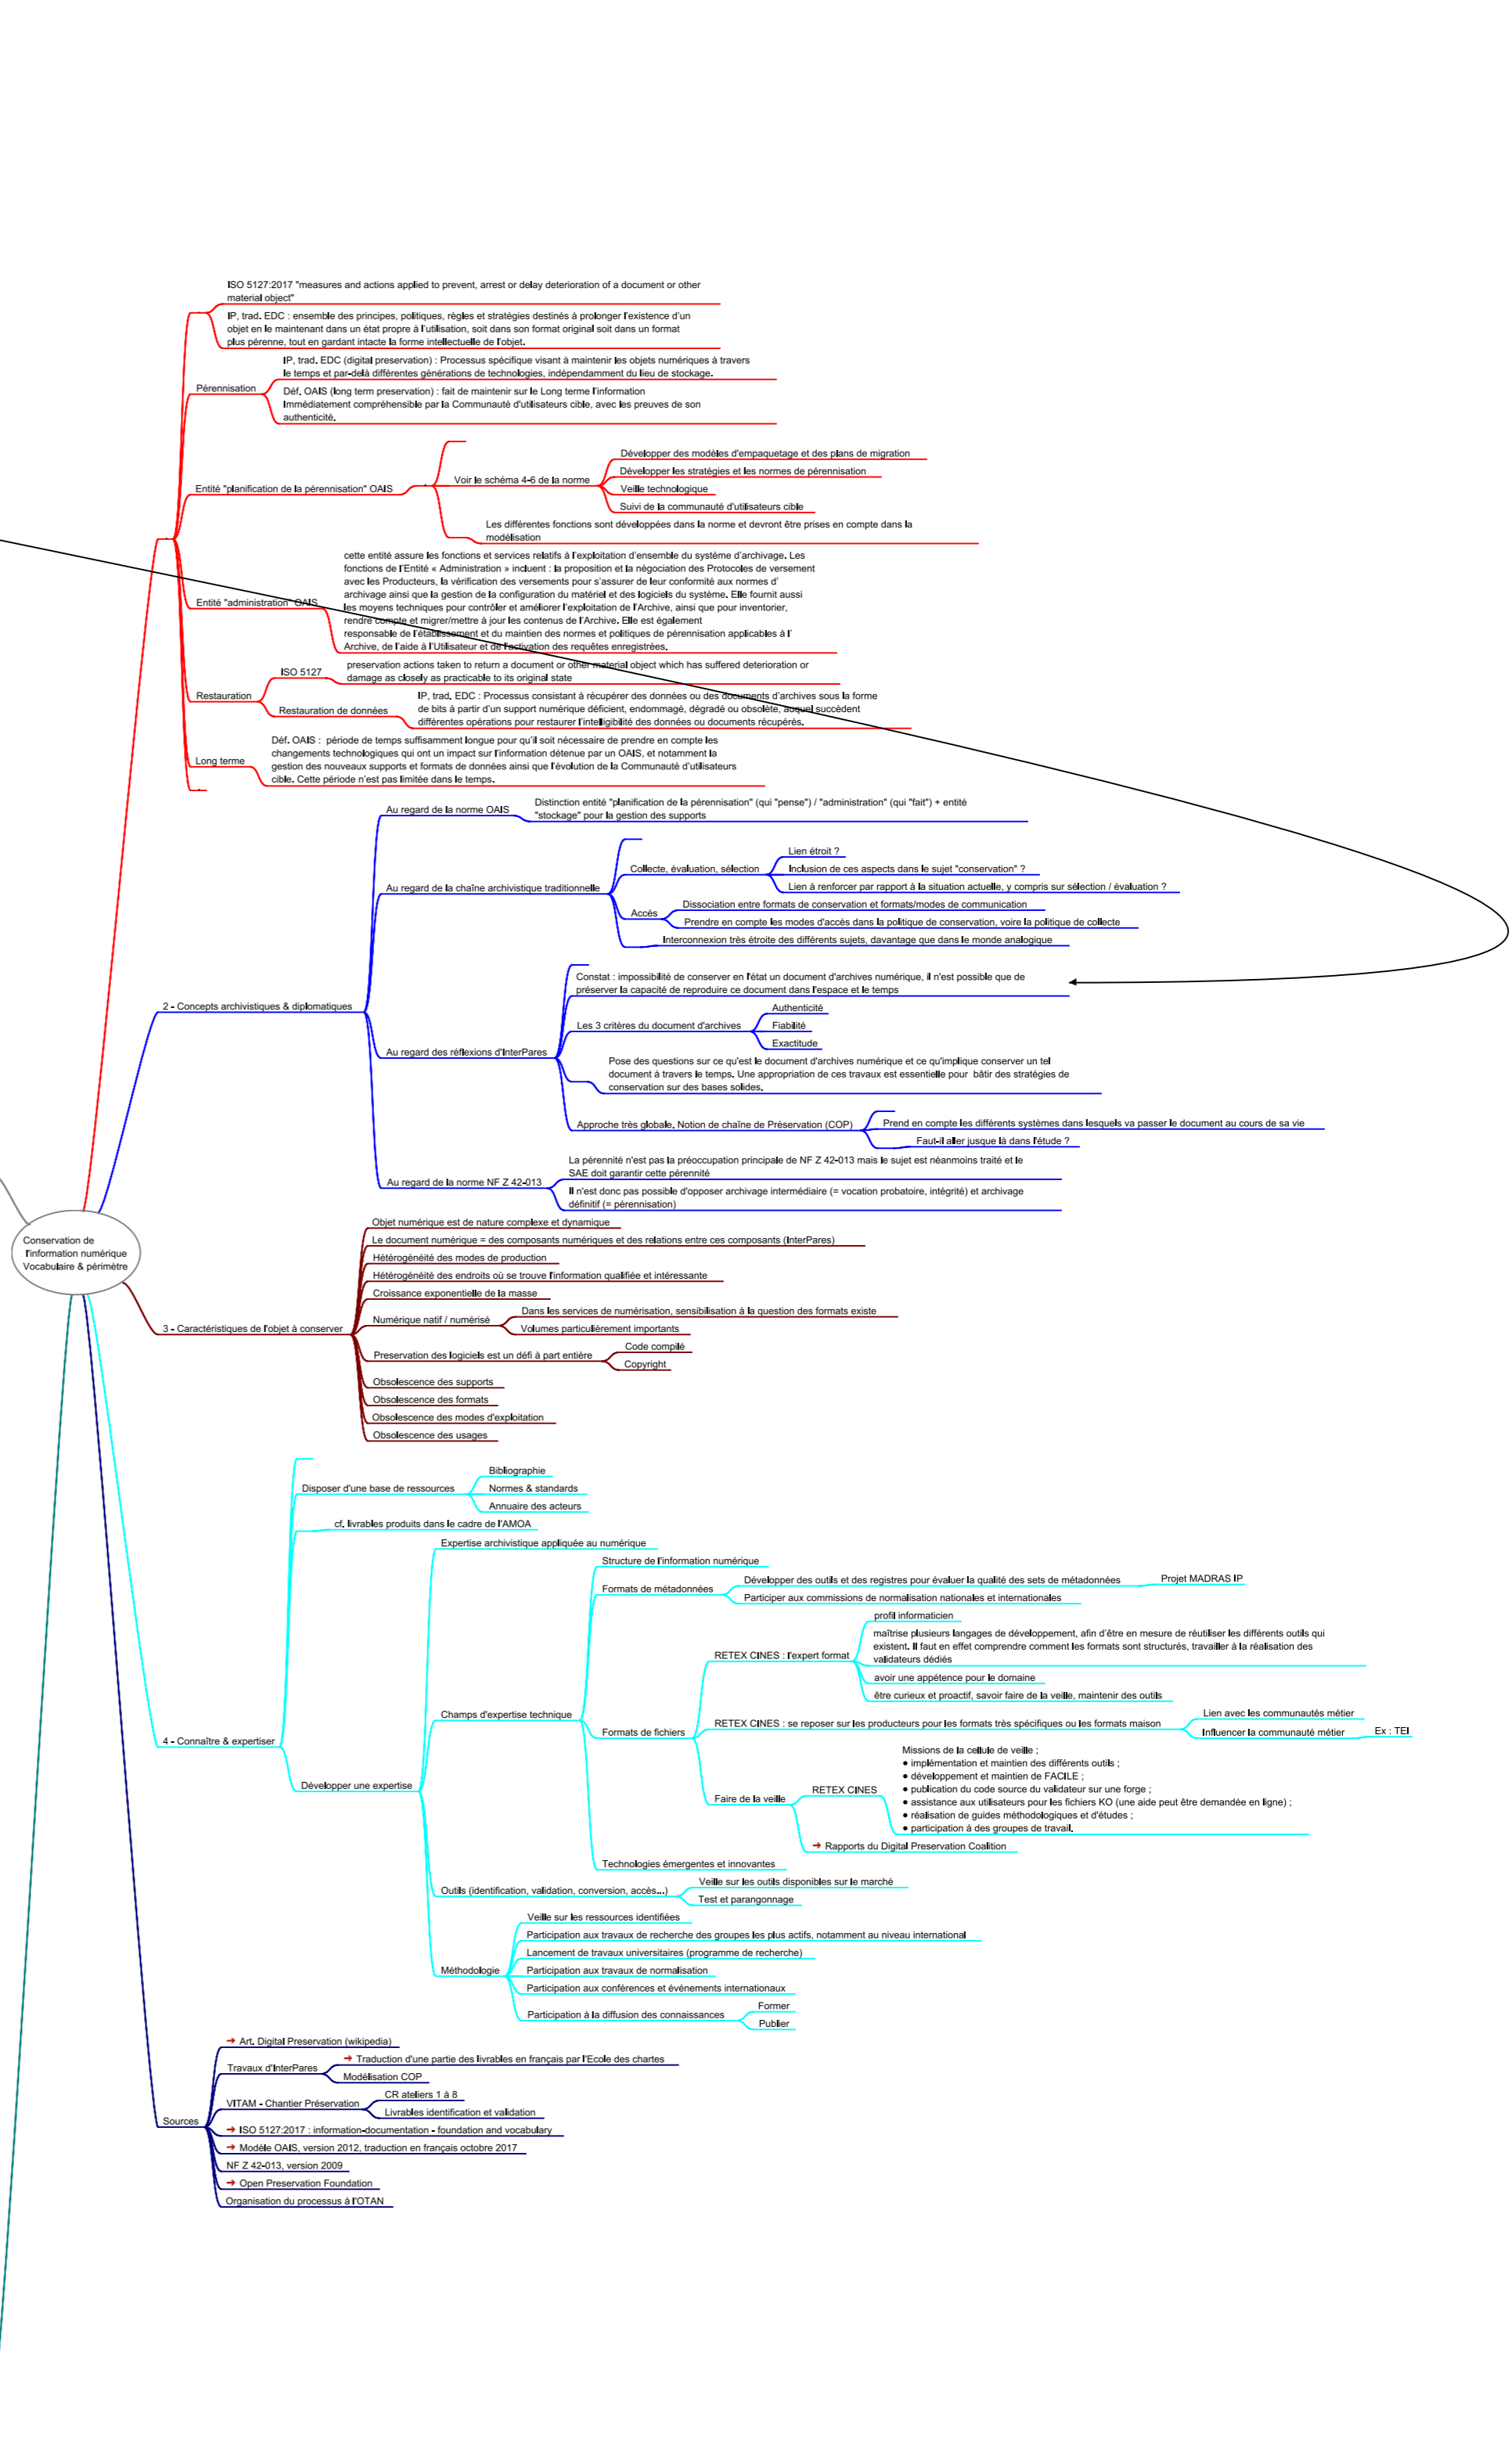 ISO 5127:2017 "measures and actions applied to prevent, arrest or delay deterioration of a document or other
material object"
IP, trad. EDC : ensemble des principes, politiques, règles et stratégies destinés à prolonger l'existence d'un
objet en le maintenant dans un état propre à l'utilisation, soit dans son format original soit dans un format
plus pérenne, tout en gardant intacte la forme intellectuelle de l'objet.
Pérennisation
IP, trad. EDC (digital preservation) : Processus spécifique visant à maintenir les objets numériques à travers
le temps et par-delà différentes générations de technologies, indépendamment du lieu de stockage.
Déf. OAIS (long term preservation) : fait de maintenir sur le Long terme l'information
Immédiatement compréhensible par la Communauté d'utilisateurs cible, avec les preuves de son
authenticité.
Entité "planification de la pérennisation" OAIS
Voir le schéma 4-6 de la norme
Développer des modèles d'empaquetage et des plans de migration
Développer les stratégies et les normes de pérennisation
Veille technologique
Suivi de la communauté d'utilisateurs cible
Les différentes fonctions sont développées dans la norme et devront être prises en compte dans la
modélisation
Entité "administration" OAIS
cette entité assure les fonctions et services relatifs à l'exploitation d'ensemble du système d'archivage. Les
fonctions de l'Entité « Administration » incluent : la proposition et la négociation des Protocoles de versement
avec les Producteurs, la vérification des versements pour s'assurer de leur conformité aux normes d'
archivage ainsi que la gestion de la configuration du matériel et des logiciels du système. Elle fournit aussi
les moyens techniques pour contrôler et améliorer l'exploitation de l'Archive, ainsi que pour inventorier,
rendre compte et migrer/mettre à jour les contenus de l'Archive. Elle est également
responsable de l'établissement et du maintien des normes et politiques de pérennisation applicables à l'
Archive, de l'aide à l'Utilisateur et de l'activation des requêtes enregistrées.
Restauration
ISO 5127
preservation actions taken to return a document or other material object which has suffered deterioration or
damage as closely as practicable to its original state
Restauration de données
IP, trad. EDC : Processus consistant à récupérer des données ou des documents d'archives sous la forme
de bits à partir d'un support numérique déficient, endommagé, dégradé ou obsolète, auquel succèdent
différentes opérations pour restaurer l'intelligibilité des données ou documents récupérés.
Long terme
Déf. OAIS : période de temps suffisamment longue pour qu'il soit nécessaire de prendre en compte les
changements technologiques qui ont un impact sur l'information détenue par un OAIS, et notamment la
gestion des nouveaux supports et formats de données ainsi que l'évolution de la Communauté d'utilisateurs
cible. Cette période n'est pas limitée dans le temps.
2 - Concepts archivistiques & diplomatiques
Au regard de la norme OAIS
Distinction entité "planification de la pérennisation" (qui "pense") / "administration" (qui "fait") + entité
"stockage" pour la gestion des supports
Au regard de la chaîne archivistique traditionnelle
Collecte, évaluation, sélection
Lien étroit ?
Inclusion de ces aspects dans le sujet "conservation" ?
Lien à renforcer par rapport à la situation actuelle, y compris sur sélection / évaluation ?
Accès
Dissociation entre formats de conservation et formats/modes de communication
Prendre en compte les modes d'accès dans la politique de conservation, voire la politique de collecte
Interconnexion très étroite des différents sujets, davantage que dans le monde analogique
Au regard des réflexions d'InterPares
Constat : impossibilité de conserver en l'état un document d'archives numérique, il n'est possible que de
préserver la capacité de reproduire ce document dans l'espace et le temps
Les 3 critères du document d'archives
Authenticité
Fiabilité
Exactitude
Pose des questions sur ce qu'est le document d'archives numérique et ce qu'implique conserver un tel
document à travers le temps. Une appropriation de ces travaux est essentielle pour bâtir des stratégies de
conservation sur des bases solides.
Approche très globale. Notion de chaîne de Préservation (COP)
Prend en compte les différents systèmes dans lesquels va passer le document au cours de sa vie
Faut-il aller jusque là dans l'étude ?
Au regard de la norme NF Z 42-013
La pérennité n'est pas la préoccupation principale de NF Z 42-013 mais le sujet est néanmoins traité et le
SAE doit garantir cette pérennité
Il n'est donc pas possible d'opposer archivage intermédiaire (= vocation probatoire, intégrité) et archivage
définitif (= pérennisation)
Conservation de
l'information numérique
Vocabulaire & périmètre
3 - Caractéristiques de l'objet à conserver
Objet numérique est de nature complexe et dynamique
Le document numérique = des composants numériques et des relations entre ces composants (InterPares)
Hétérogénéité des modes de production
Hétérogénéité des endroits où se trouve l'information qualifiée et intéressante
Croissance exponentielle de la masse
Numérique natif / numérisé
Dans les services de numérisation, sensibilisation à la question des formats existe
Volumes particulièrement importants
Preservation des logiciels est un défi à part entière
Code compilé
Copyright
Obsolescence des supports
Obsolescence des formats
Obsolescence des modes d'exploitation
Obsolescence des usages
4 - Connaître & expertiser
Disposer d'une base de ressources
Bibliographie
Normes & standards
Annuaire des acteurs
cf. livrables produits dans le cadre de l'AMOA
Développer une expertise
Expertise archivistique appliquée au numérique
Champs d'expertise technique
Structure de l'information numérique
Formats de métadonnées
Développer des outils et des registres pour évaluer la qualité des sets de métadonnées
Projet MADRAS IP
Participer aux commissions de normalisation nationales et internationales
Formats de fichiers
RETEX CINES : l'expert format
profil informaticien
maîtrise plusieurs langages de développement, afin d'être en mesure de réutiliser les différents outils qui
existent. Il faut en effet comprendre comment les formats sont structurés, travailler à la réalisation des
validateurs dédiés
avoir une appétence pour le domaine
être curieux et proactif, savoir faire de la veille, maintenir des outils
RETEX CINES : se reposer sur les producteurs pour les formats très spécifiques ou les formats maison
Lien avec les communautés métier
Influencer la communauté métier
Ex : TEI
Faire de la veille
RETEX CINES
Missions de la cellule de veille ;
● implémentation et maintien des différents outils ;
● développement et maintien de FACILE ;
● publication du code source du validateur sur une forge ;
● assistance aux utilisateurs pour les fichiers KO (une aide peut être demandée en ligne) ;
● réalisation de guides méthodologiques et d'études ;
● participation à des groupes de travail.
➔ Rapports du Digital Preservation Coalition
Technologies émergentes et innovantes
Outils (identification, validation, conversion, accès...)
Veille sur les outils disponibles sur le marché
Test et parangonnage
Méthodologie
Veille sur les ressources identifiées
Participation aux travaux de recherche des groupes les plus actifs, notamment au niveau international
Lancement de travaux universitaires (programme de recherche)
Participation aux travaux de normalisation
Participation aux conférences et événements internationaux
Participation à la diffusion des connaissances
Former
Publier
Sources
➔ Art. Digital Preservation (wikipedia)
Travaux d'InterPares
➔ Traduction d'une partie des livrables en français par l'Ecole des chartes
Modélisation COP
VITAM - Chantier Préservation
CR ateliers 1 à 8
Livrables identification et validation
➔ ISO 5127:2017 : information-documentation - foundation and vocabulary
➔ Modèle OAIS, version 2012, traduction en français octobre 2017
NF Z 42-013, version 2009
➔ Open Preservation Foundation
Organisation du processus à l'OTAN